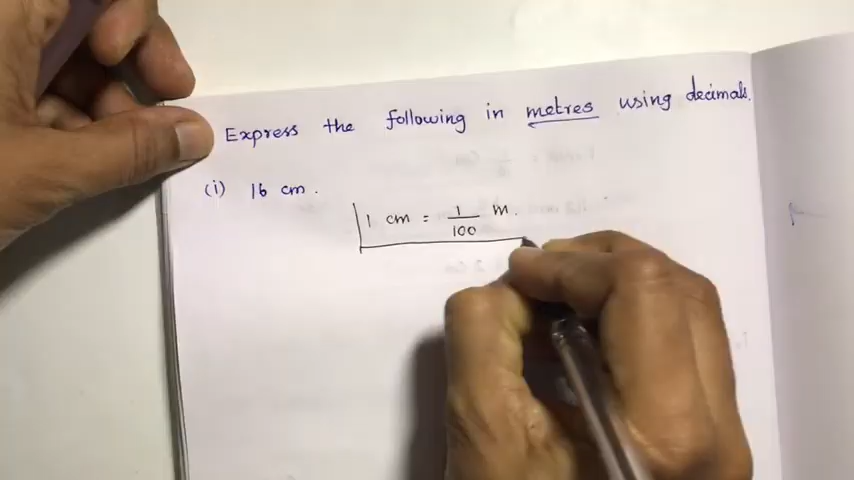 Express the following in metres using decimals.
(i) 16 cm.
1 cm = 1/100 m.